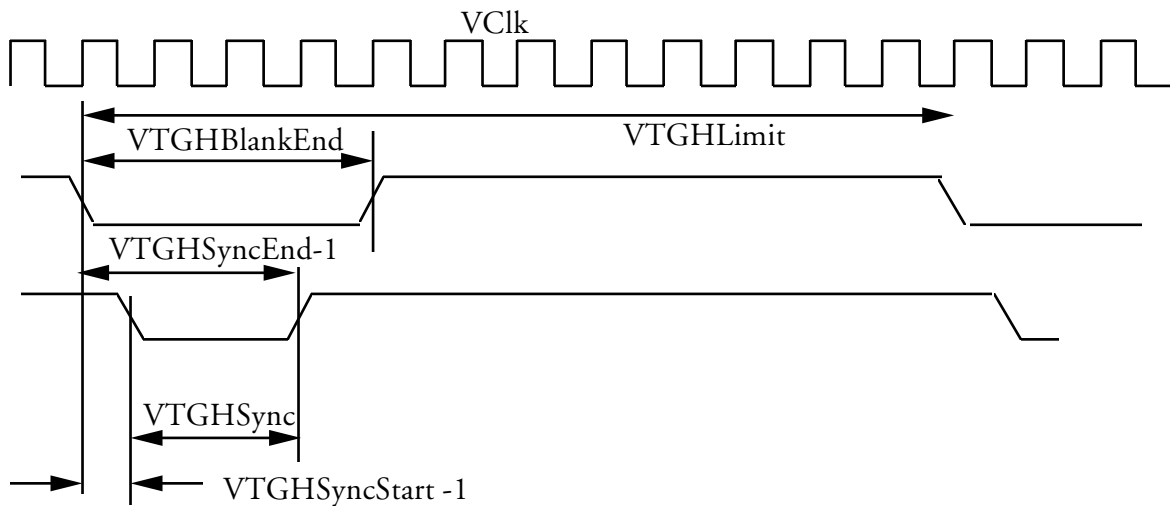 VClk
VTGHLimit
VTGHBlankEnd
VTGHSyncEnd-1
VTGHSync
VTGHSyncStart -1